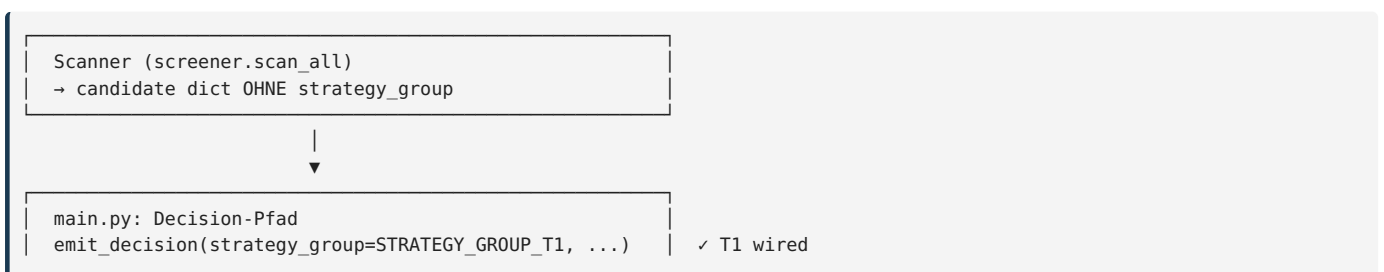 Scanner (screener.scan_all)
→ candidate dict OHNE strategy_group
main.py: Decision-Pfad
emit_decision(strategy_group=STRATEGY_GROUP_T1, ...) ✓ T1 wired